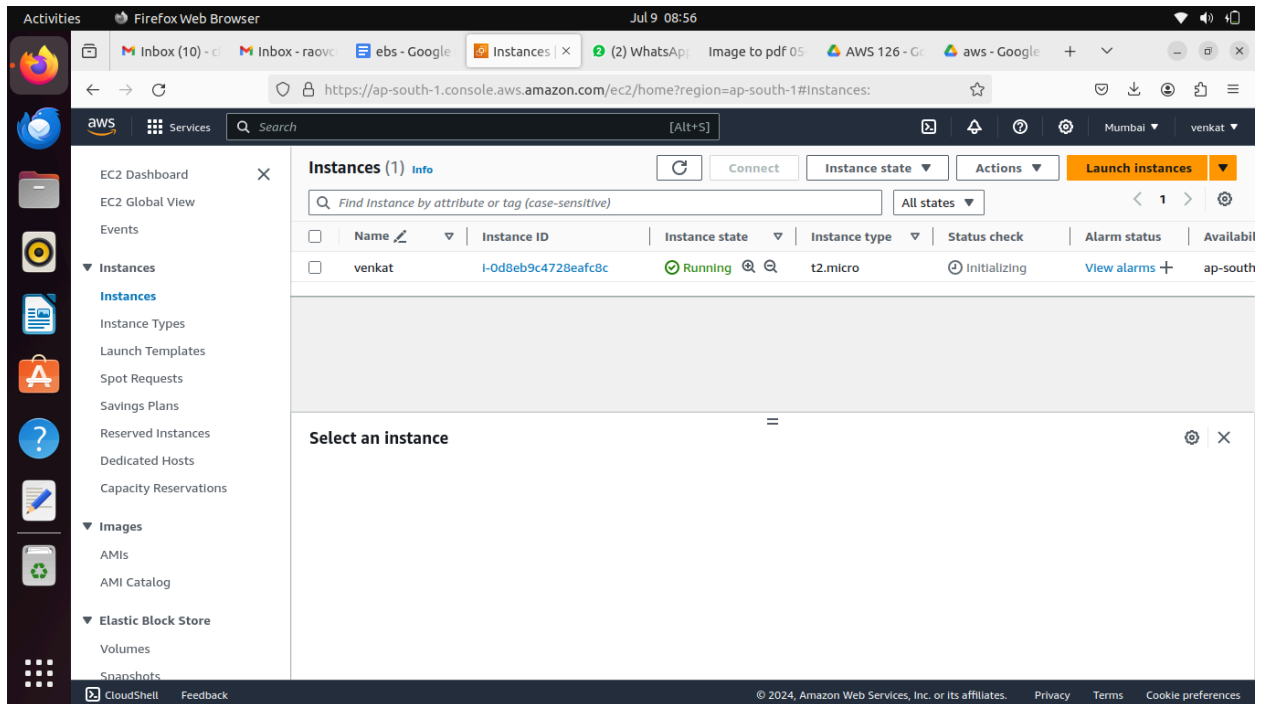 Activities Firefox Web Browser Jul 9 08:56
Inbox (10) - cl Inbox - raovc ebs - Google Instances | × (2) WhatsApp Image to pdf 05- AWS 126 - Go aws - Google
https://ap-south-1.console.aws.amazon.com/ec2/home?region=ap-south-1#Instances:
aws Services Search [Alt+S] Mumbai ▼ venkat ▼
EC2 Dashboard
EC2 Global View
Events
▼ Instances
Instances
Instance Types
Launch Templates
Spot Requests
Savings Plans
Reserved Instances
Dedicated Hosts
Capacity Reservations
▼ Images
AMIs
AMI Catalog
▼ Elastic Block Store
Volumes
Snapshots
Instances (1) Info Connect Instance state ▼ Actions ▼ Launch instances ▼
Find Instance by attribute or tag (case-sensitive) All states ▼ < 1 >
Name Instance ID Instance state Instance type Status check Alarm status Availabil
venkat i-0d8eb9c4728eafc8c Running t2.micro Initializing View alarms + ap-south
Select an instance
CloudShell Feedback © 2024, Amazon Web Services, Inc. or its affiliates. Privacy Terms Cookie preferences